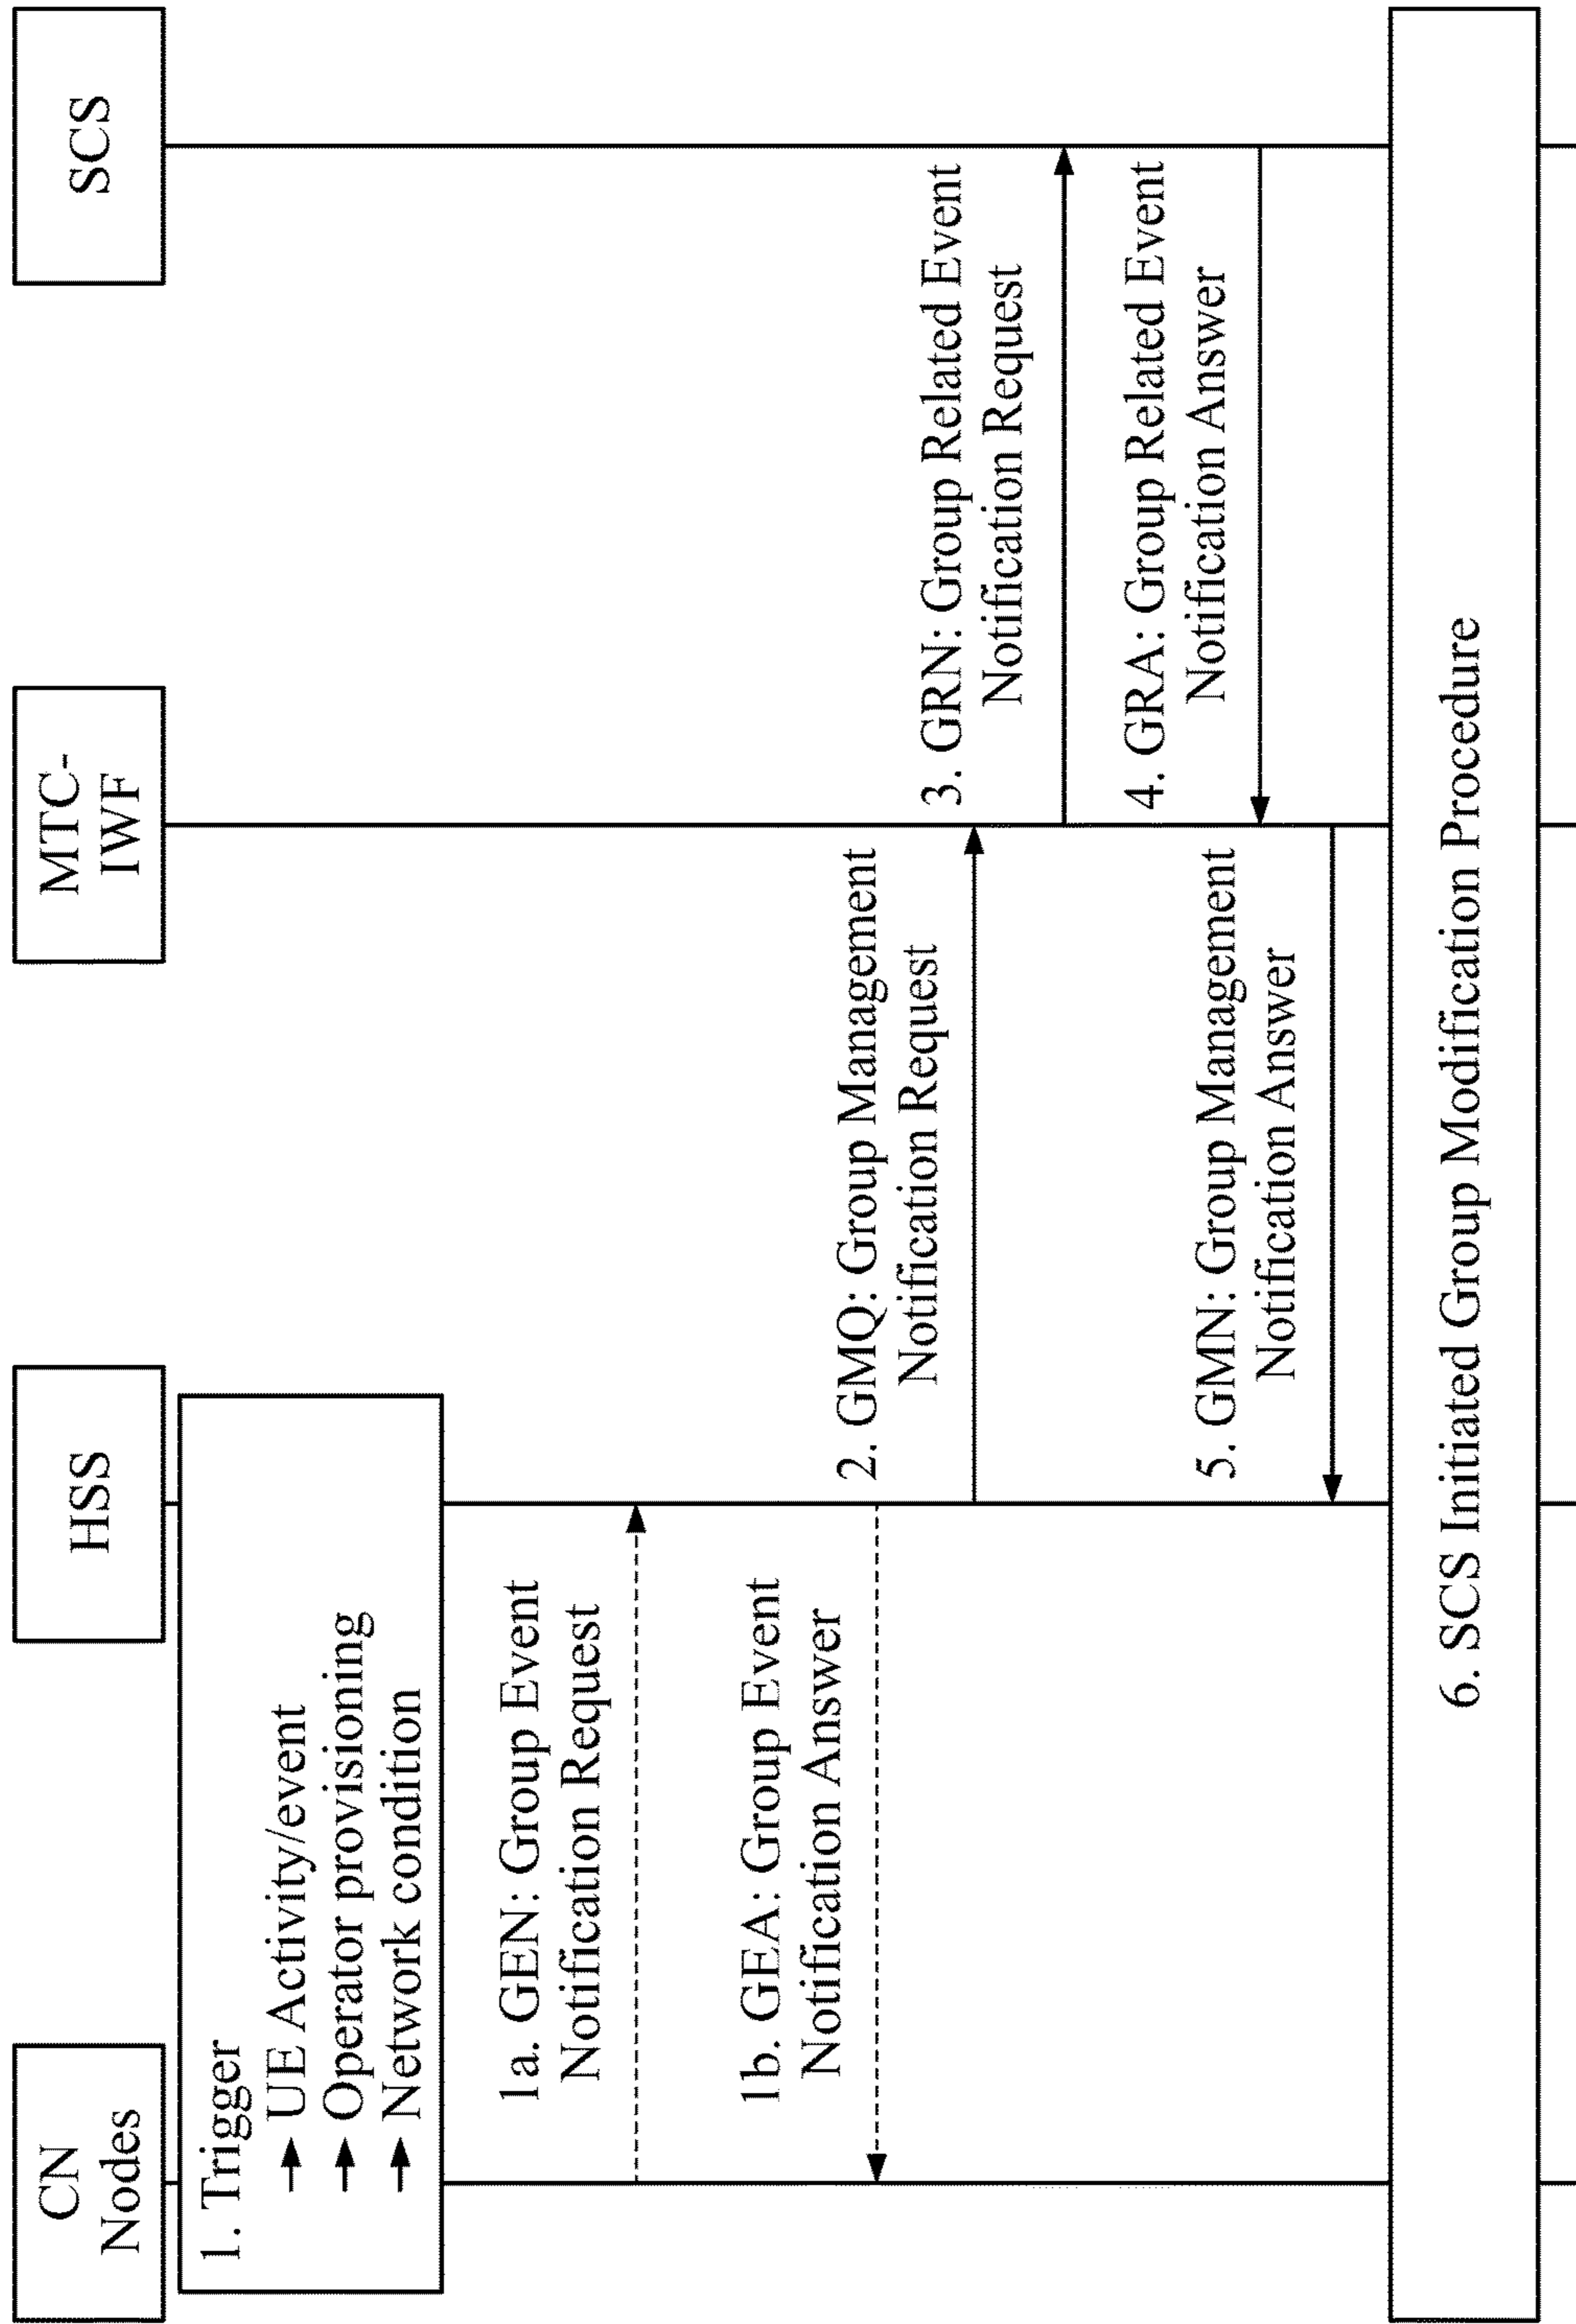 CN
Nodes
HSS
MTC-
IWF
SCS
1. Trigger
UE Activity/event
Operator provisioning
Network condition
1a. GEN: Group Event
Notification Request
1b. GEA: Group Event
Notification Answer
2. GMQ: Group Management
Notification Request
3. GRN: Group Related Event
Notification Request
4. GRA: Group Related Event
Notification Answer
5. GMN: Group Management
Notification Answer
6. SCS Initiated Group Modification Procedure